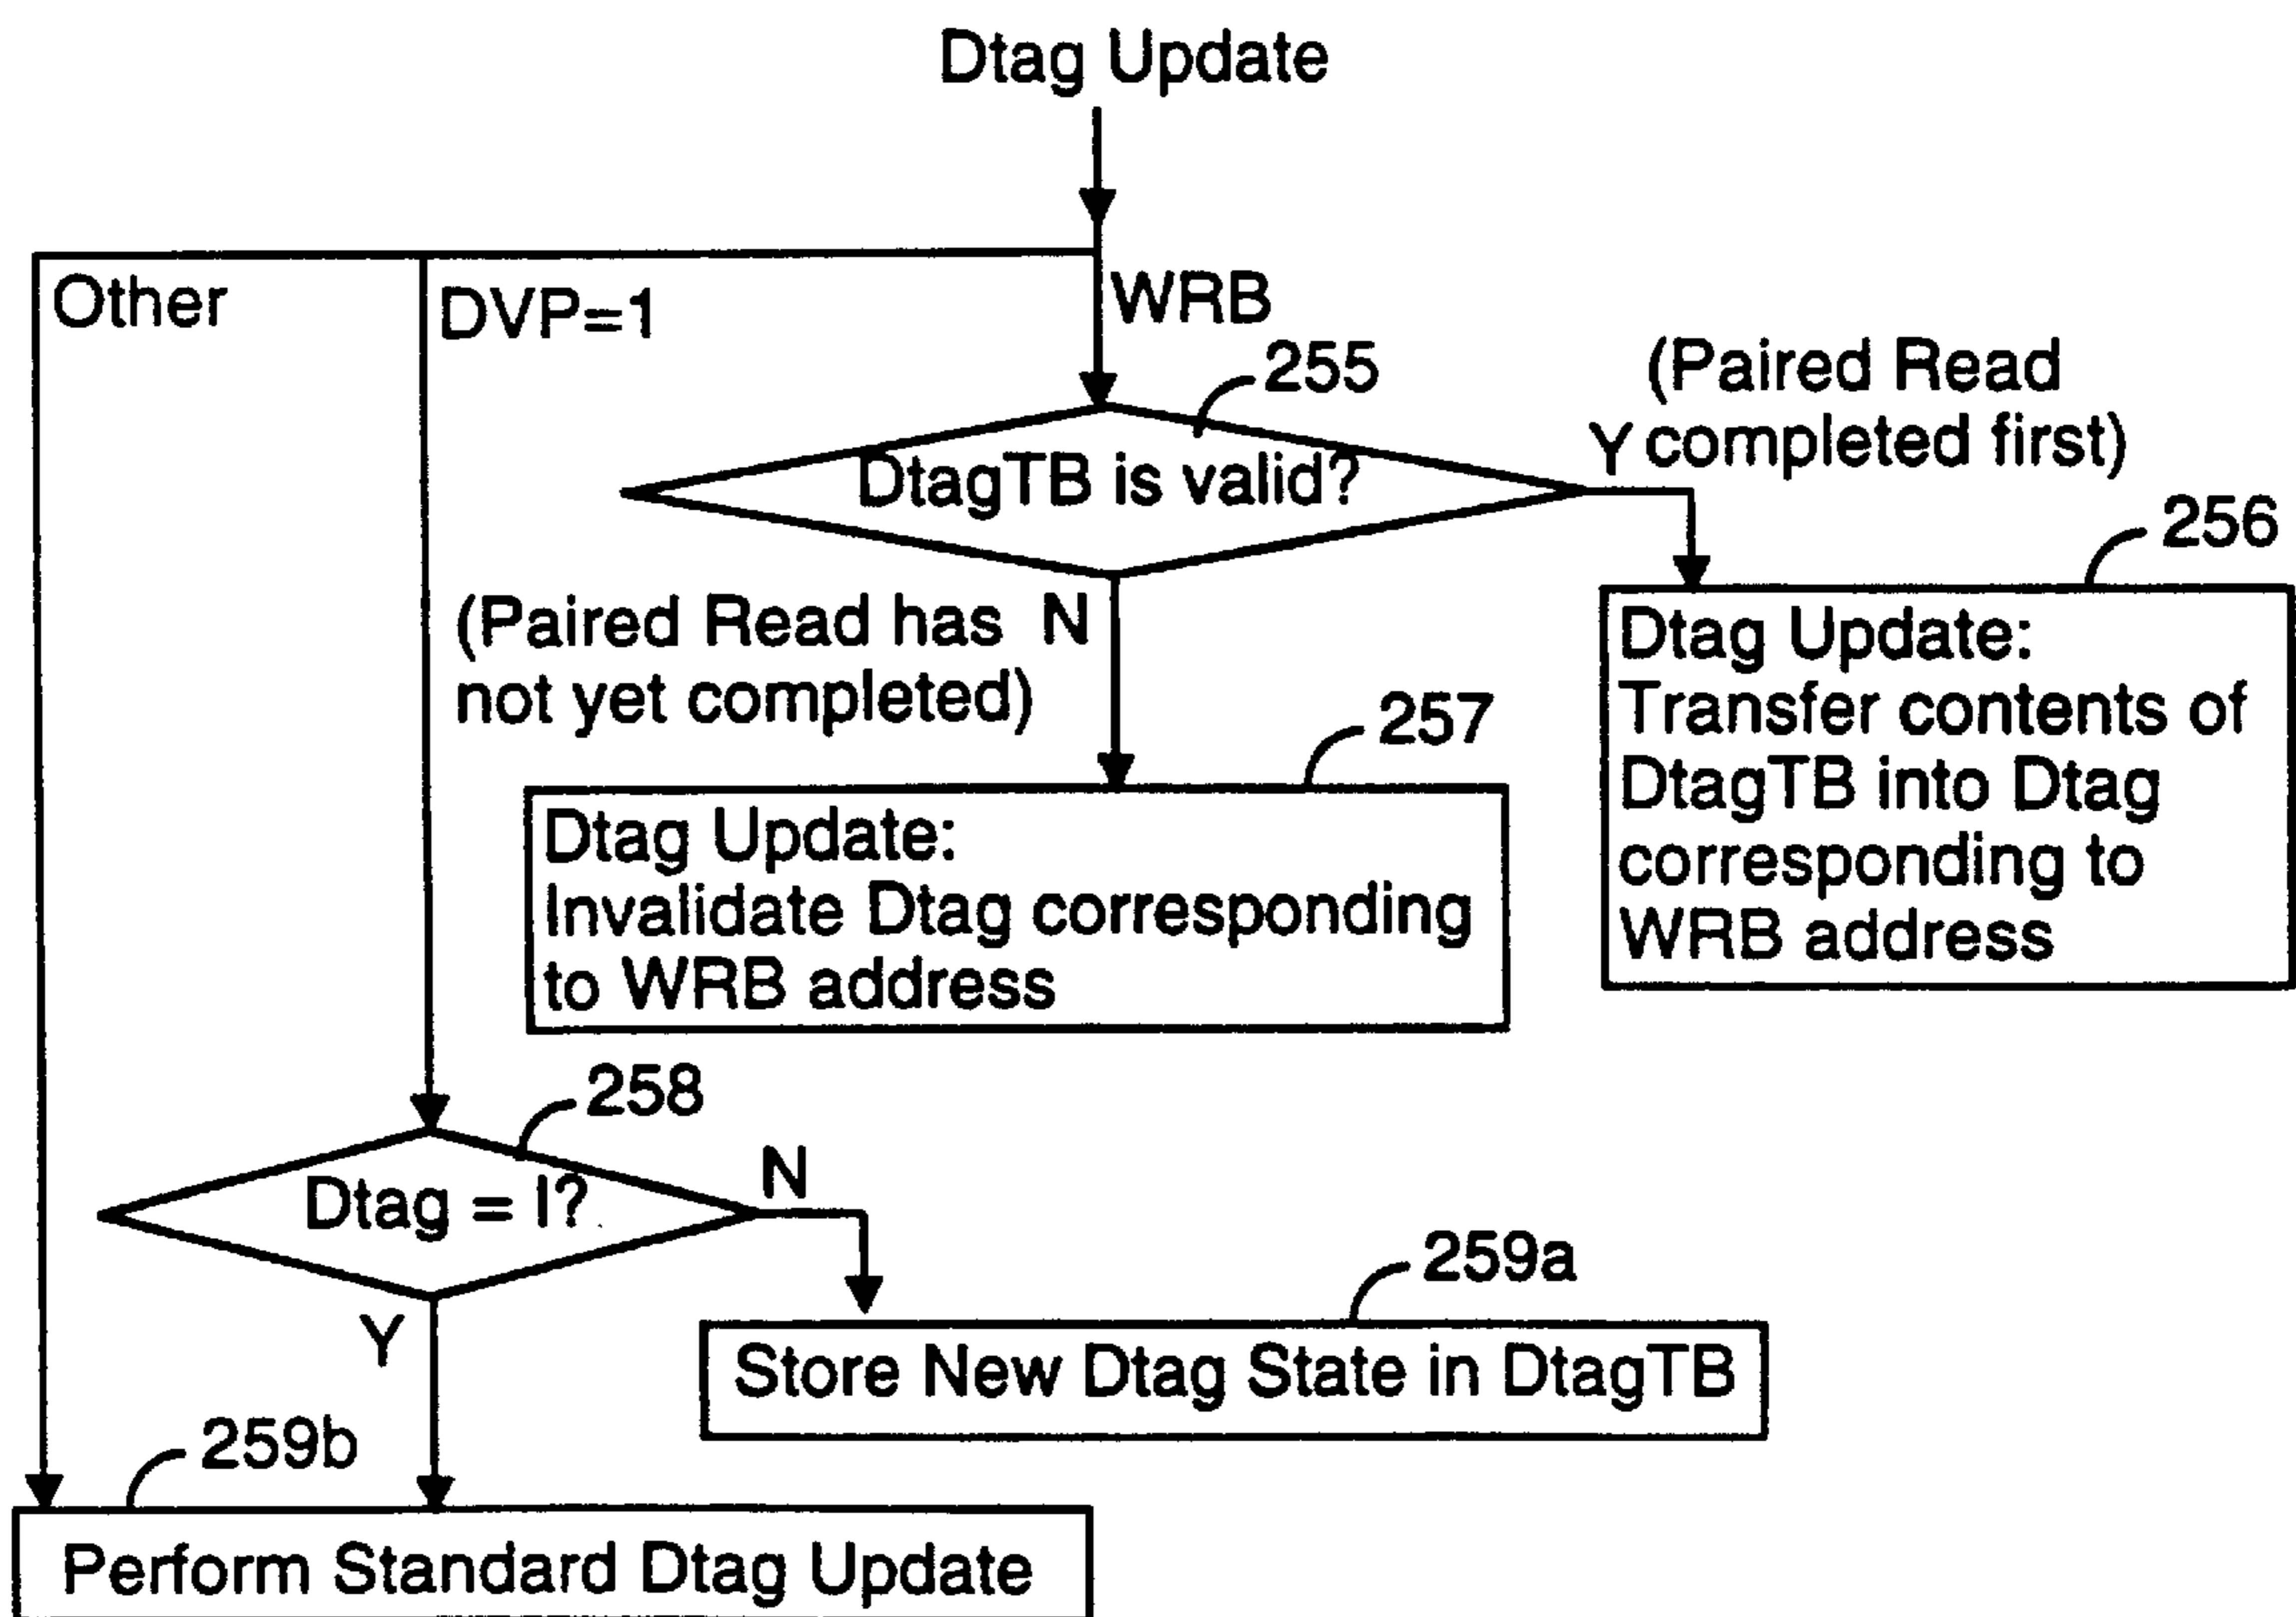 Dtag Update
Other
DVP=1
WRB
255
DtagTB is valid?
(Paired Read
Y completed first)
256
Dtag Update:
Transfer contents of
DtagTB into Dtag
corresponding to
WRB address
(Paired Read has N
not yet completed)
257
Dtag Update:
Invalidate Dtag corresponding
to WRB address
258
Dtag = I?
N
Y
259a
Store New Dtag State in DtagTB
259b
Perform Standard Dtag Update